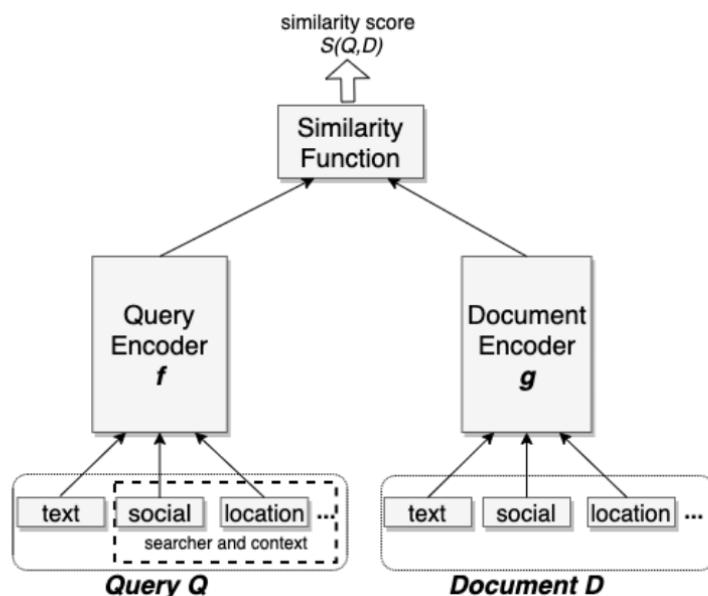 similarity score
S(Q,D)
Similarity
Function
Query
Encoder
f
Document
Encoder
g
text
social
location
...
searcher and context
text
social
location
...
Query Q
Document D